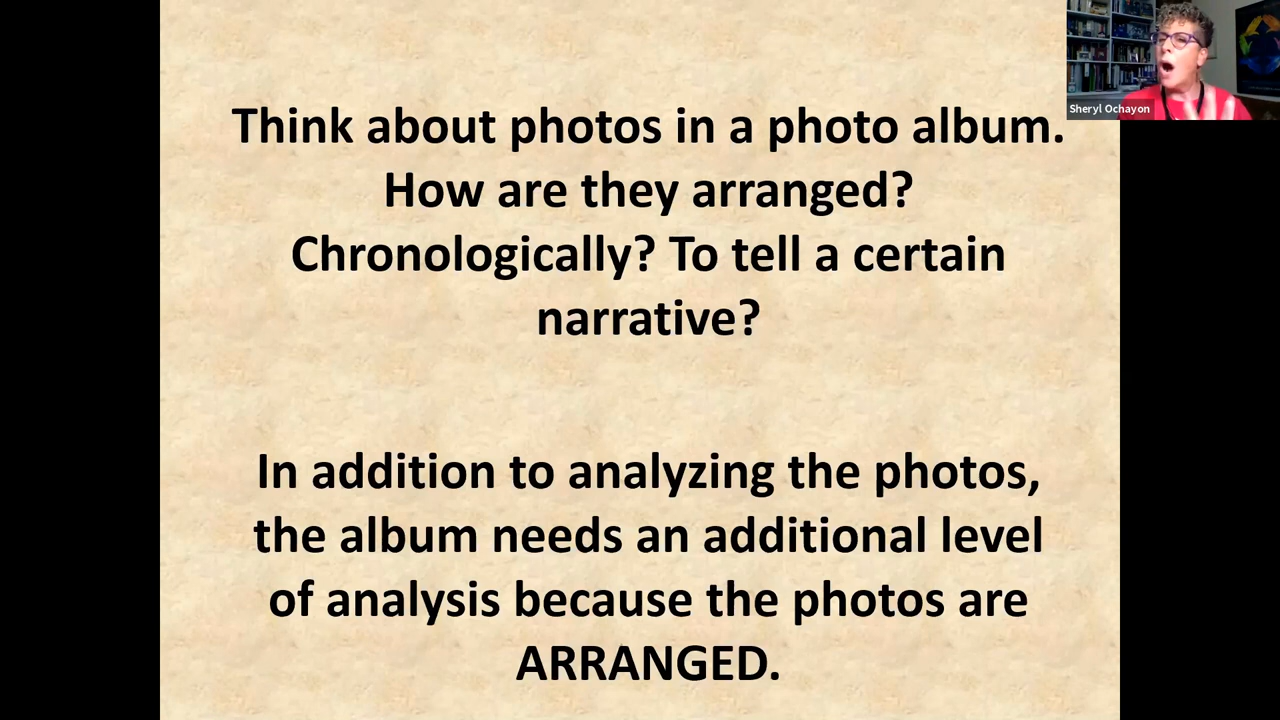 Think about photos in a photo album.
How are they arranged?
Chronologically? To tell a certain
narrative?
In addition to analyzing the photos,
the album needs an additional level
of analysis because the photos are
ARRANGED.
Sheryl Ochayon